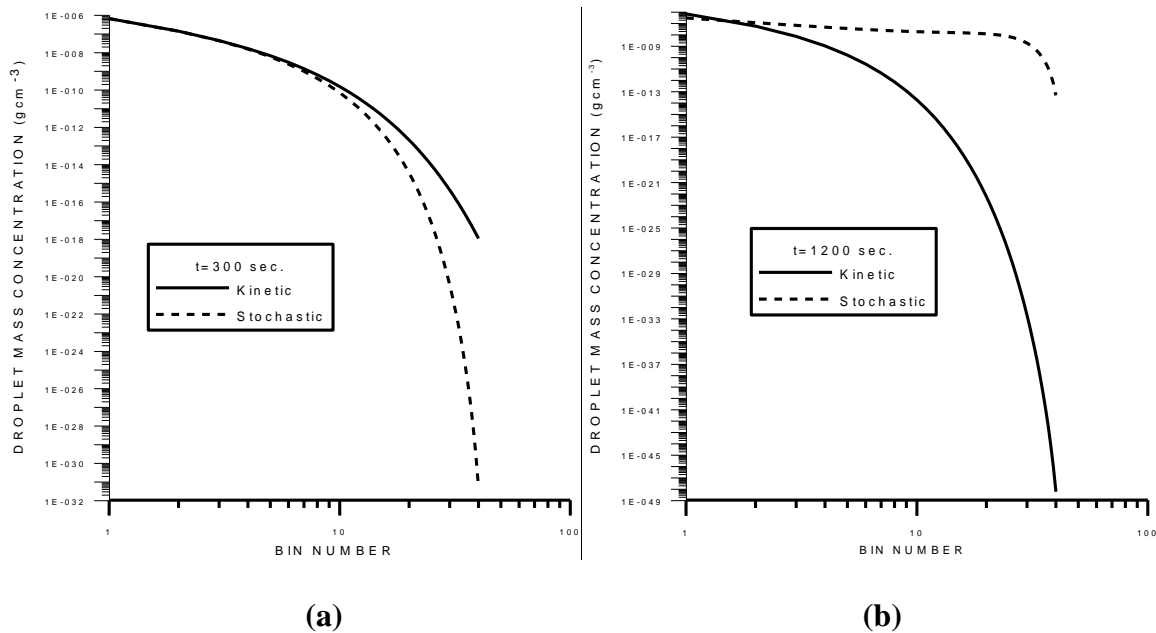 DROPLET MASS CONCENTRATION (gcm-3)
1E-006
1E-008
1E-010
1E-012
1E-014
1E-016
1E-018
1E-020
1E-022
1E-024
1E-026
1E-028
1E-030
1E-032
t=300 sec.
Kinetic
Stochastic
1
10
100
BIN NUMBER
(a)
DROPLET MASS CONCENTRATION (gcm-3)
1E-009
1E-013
1E-017
1E-021
1E-025
1E-029
1E-033
1E-037
1E-041
1E-045
1E-049
t=1200 sec.
Kinetic
Stochastic
1
10
100
BIN NUMBER
(b)